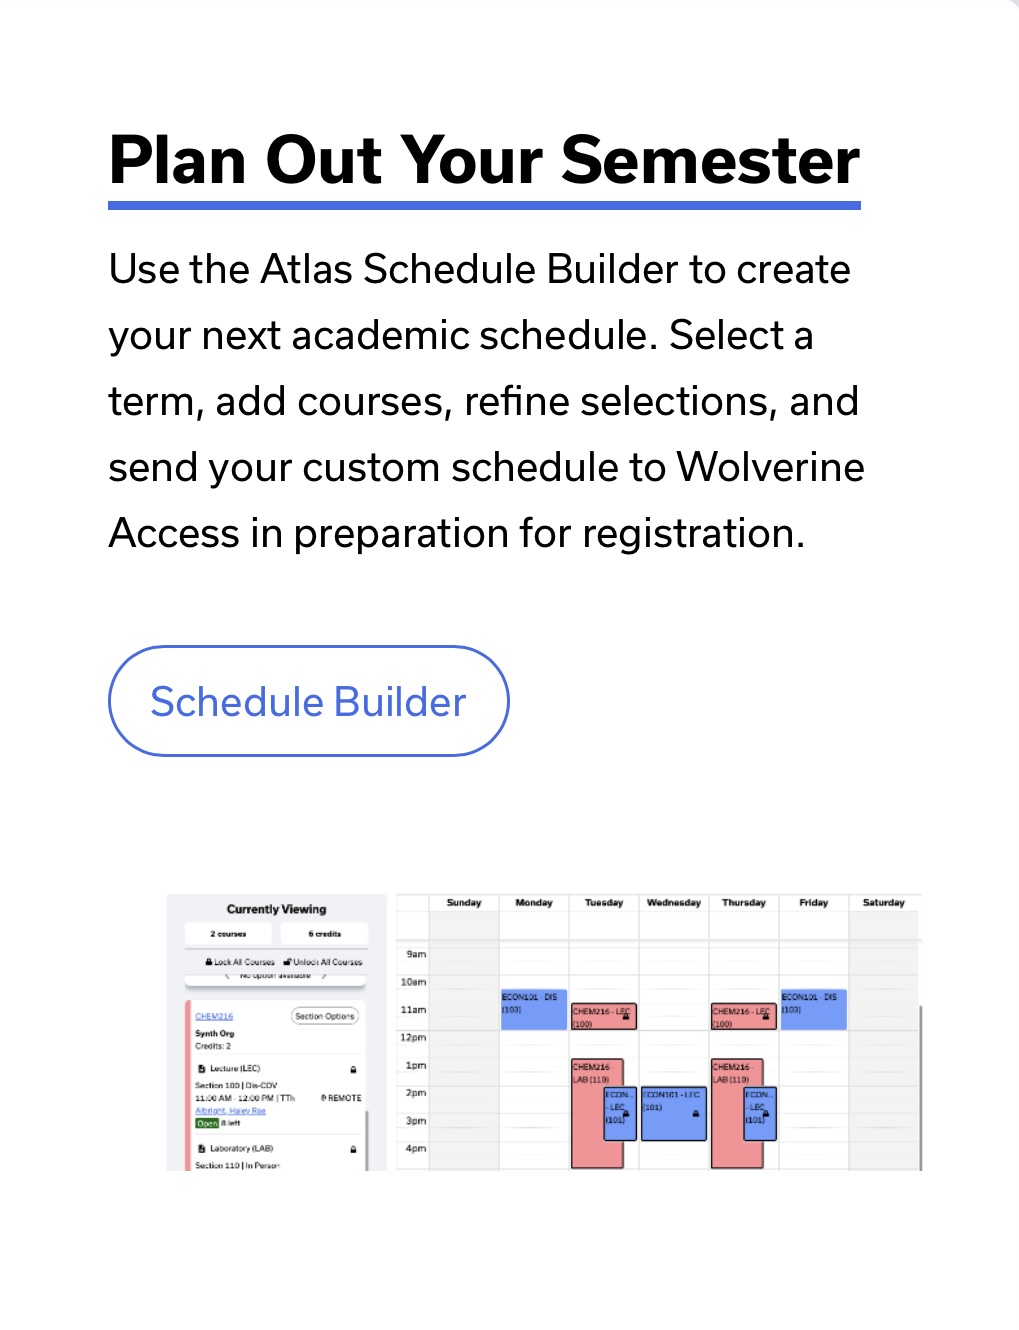 Plan Out Your Semester
Use the Atlas Schedule Builder to create
your next academic schedule. Select a
term, add courses, refine selections, and
send your custom schedule to Wolverine
Access in preparation for registration.
Schedule Builder
Currently Viewing
2 courses 6 credits
Lock All Courses Unlock All Courses
No option available
CHEM216 Section Options
Synth Org
Credits: 2
Lecture (LEC)
Section 100 | Dis-COV
11:00 AM - 12:00 PM | TTh REMOTE
Albright, Haley Rae
Open 8 left
Laboratory (LAB)
Section 110 | In Person
Sunday Monday Tuesday Wednesday Thursday Friday Saturday
9am
10am
ECON101 - DIS
(103)
ECON101 - DIS
(103)
11am
CHEM216 - LEC
(100)
CHEM216 - LEC
(100)
12pm
1pm
CHEM216 -
LAB (110)
CHEM216 -
LAB (110)
2pm
ECON...
- LEC
(101)
ECON101 - LEC
(101)
ECON...
- LEC
(101)
3pm
4pm